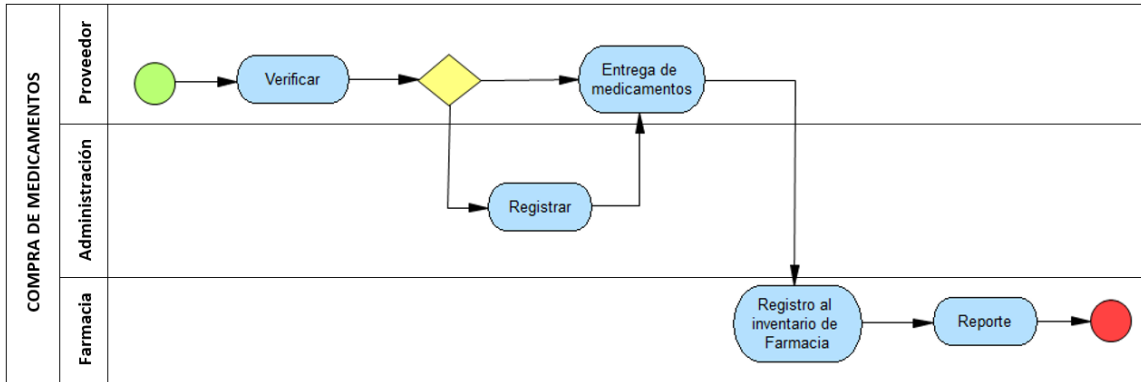 COMPRA DE MEDICAMENTOS
Proveedor
Verificar
Entrega de
medicamentos
Administración
Registrar
Farmacia
Registro al
inventario de
Farmacia
Reporte